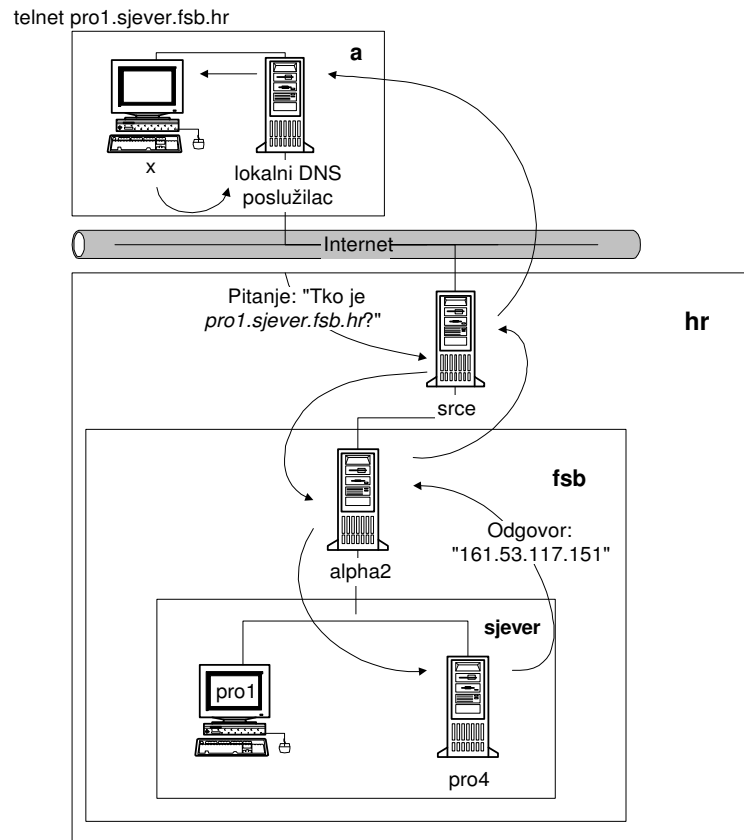 telnet pro1.sjever.fsb.hr
a
x
lokalni DNS
poslužilac
Internet
Pitanje: "Tko je
pro1.sjever.fsb.hr?"
hr
srce
fsb
Odgovor:
"161.53.117.151"
alpha2
sjever
pro1
pro4